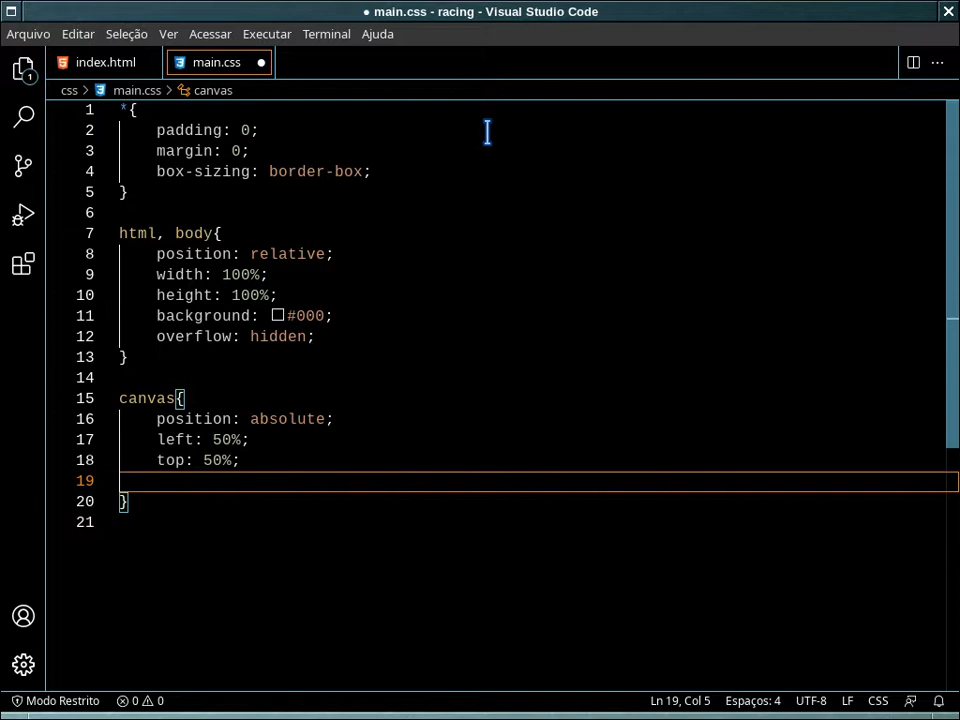 ● main.css - racing - Visual Studio Code
Arquivo Editar Seleção Ver Acessar Executar Terminal Ajuda
index.html main.css
css > main.css > canvas
1 *{
2 padding: 0;
3 margin: 0;
4 box-sizing: border-box;
5 }
6
7 html, body{
8 position: relative;
9 width: 100%;
10 height: 100%;
11 background: #000;
12 overflow: hidden;
13 }
14
15 canvas{
16 position: absolute;
17 left: 50%;
18 top: 50%;
19
20 }
21
1
Modo Restrito 0 0 Ln 19, Col 5 Espaços: 4 UTF-8 LF CSS